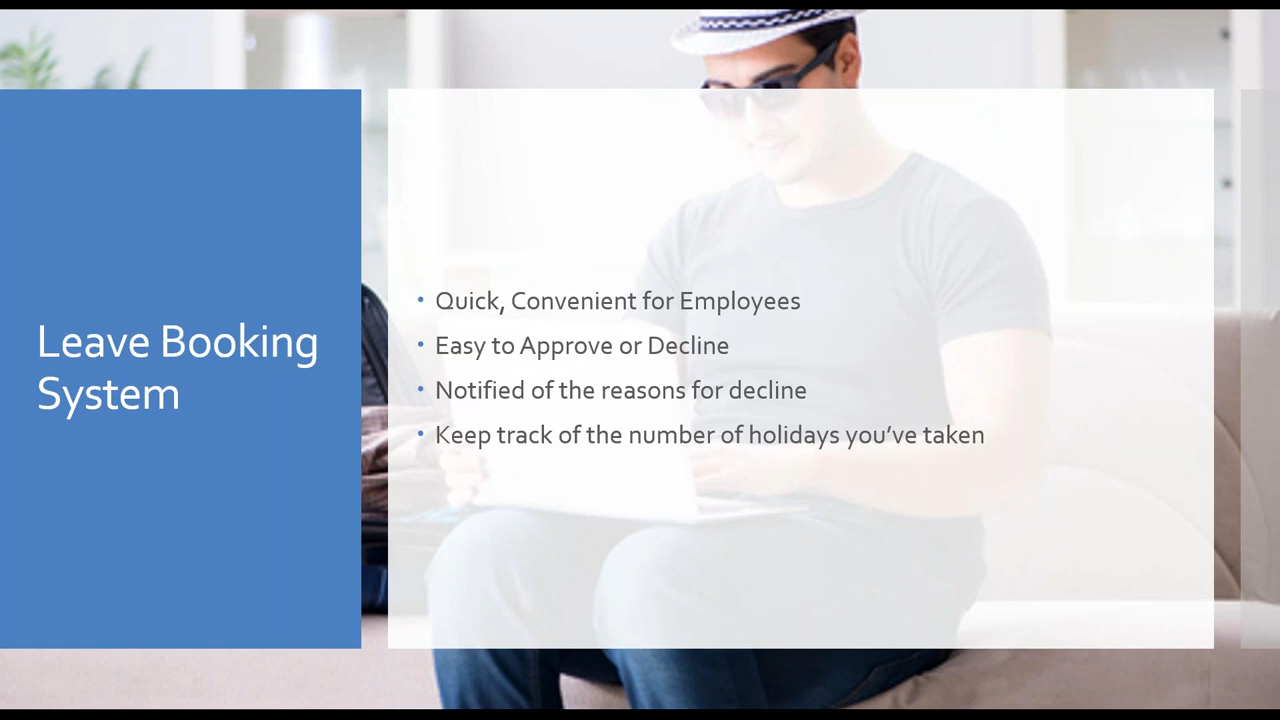 Leave Booking
System
• Quick, Convenient for Employees
• Easy to Approve or Decline
• Notified of the reasons for decline
• Keep track of the number of holidays you’ve taken